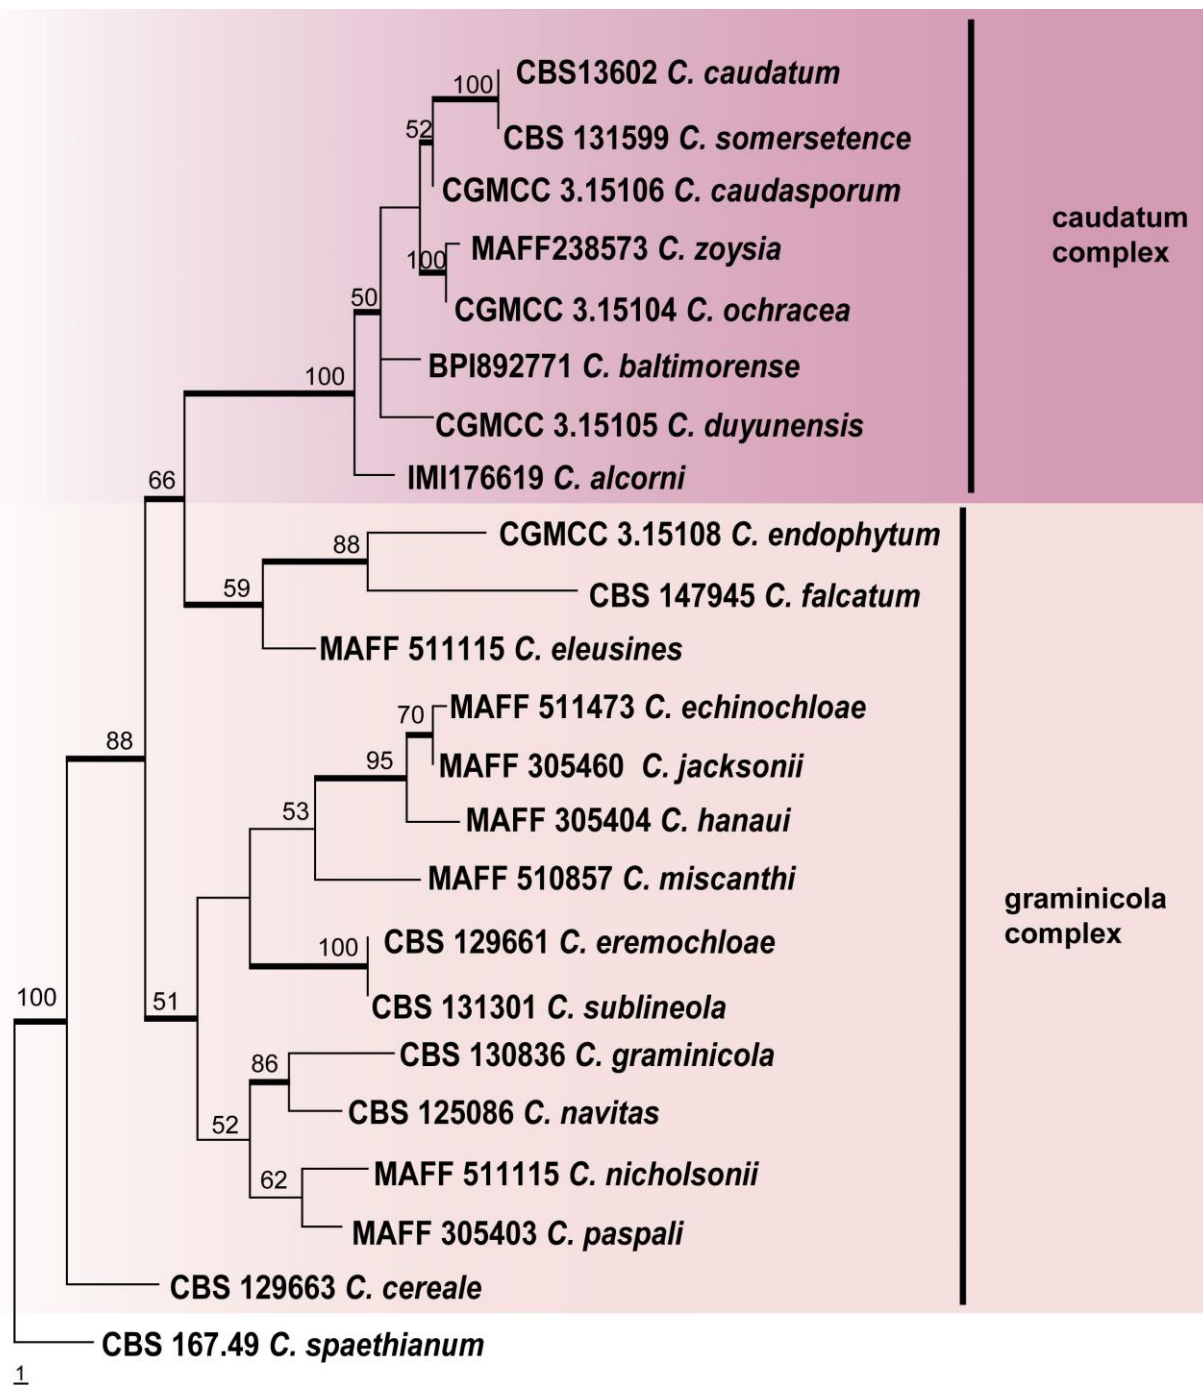 CBS13602 C. caudatum
100
52
CBS 131599 C. somersetence
CGMCC 3.15106 C. caudasporum
caudatum
complex
MAFF238573 C. zoysia
100
50
CGMCC 3.15104 C. ochracea
BPI892771 C. baltimorense
100
CGMCC 3.15105 C. duyunensis
66
IMI176619 C. alcorni
CGMCC 3.15108 C. endophytum
88
59
CBS 147945 C. falcatum
MAFF 511115 C. eleusines
MAFF 511473 C. echinochloae
70
88
95
MAFF 305460 C. jacksonii
53
MAFF 305404 C. hanaui
MAFF 510857 C. miscanthi
graminicola
complex
CBS 129661 C. eremochloae
100
100
51
CBS 131301 C. sublineola
CBS 130836 C. graminicola
86
CBS 125086 C. navitas
52
MAFF 511115 C. nicholsonii
62
MAFF 305403 C. paspali
CBS 129663 C. cereale
CBS 167.49 C. spaethianum
1